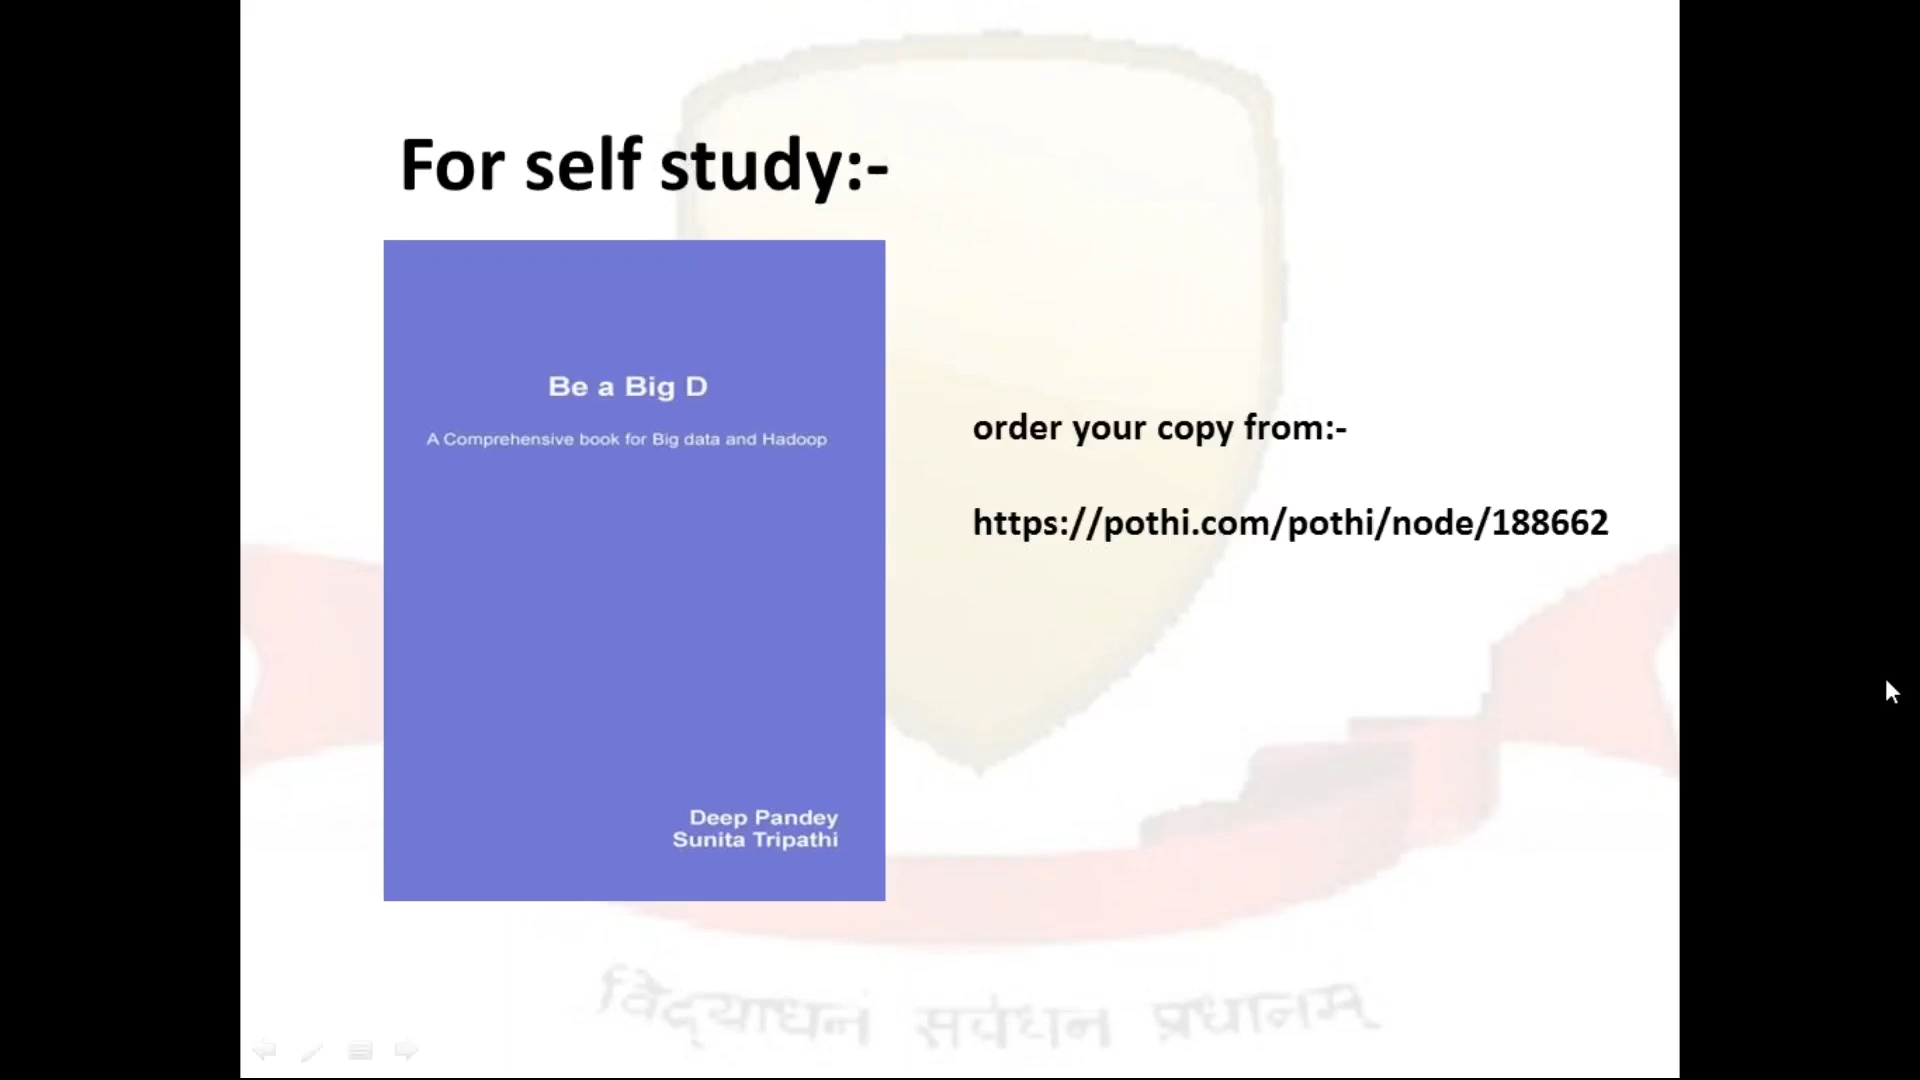 For self study:-
Be a Big D
A Comprehensive book for Big data and Hadoop
Deep Pandey
Sunita Tripathi
order your copy from:-
https://pothi.com/pothi/node/188662
विद्याधनं सर्वधन प्रधानम्